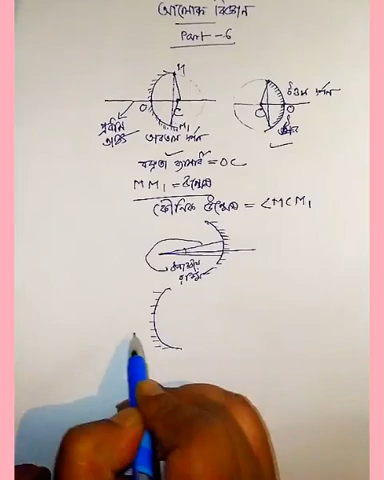 আলোক বিজ্ঞান
Part-6
M
O
C
M₁
প্রধান
অক্ষ
অবতল দর্পণ
উত্তল দর্পণ
C
O
বক্রতা ব্যাসার্ধ = OC
MM₁ = উন্মেষ
কৌনিক উন্মেষ = ∠MCM₁